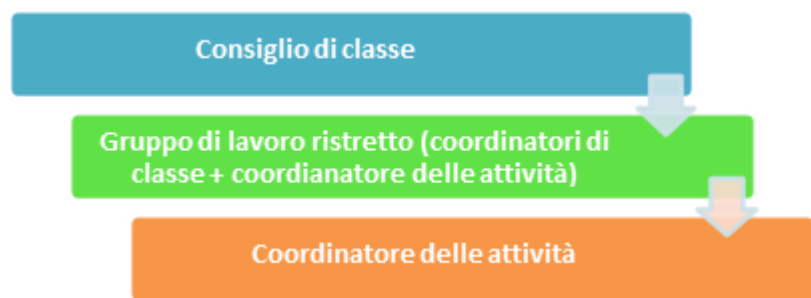 Consiglio di classe
Gruppo di lavoro ristretto (coordinatori di
classe + coordianatore delle attività)
Coordinatore delle attività